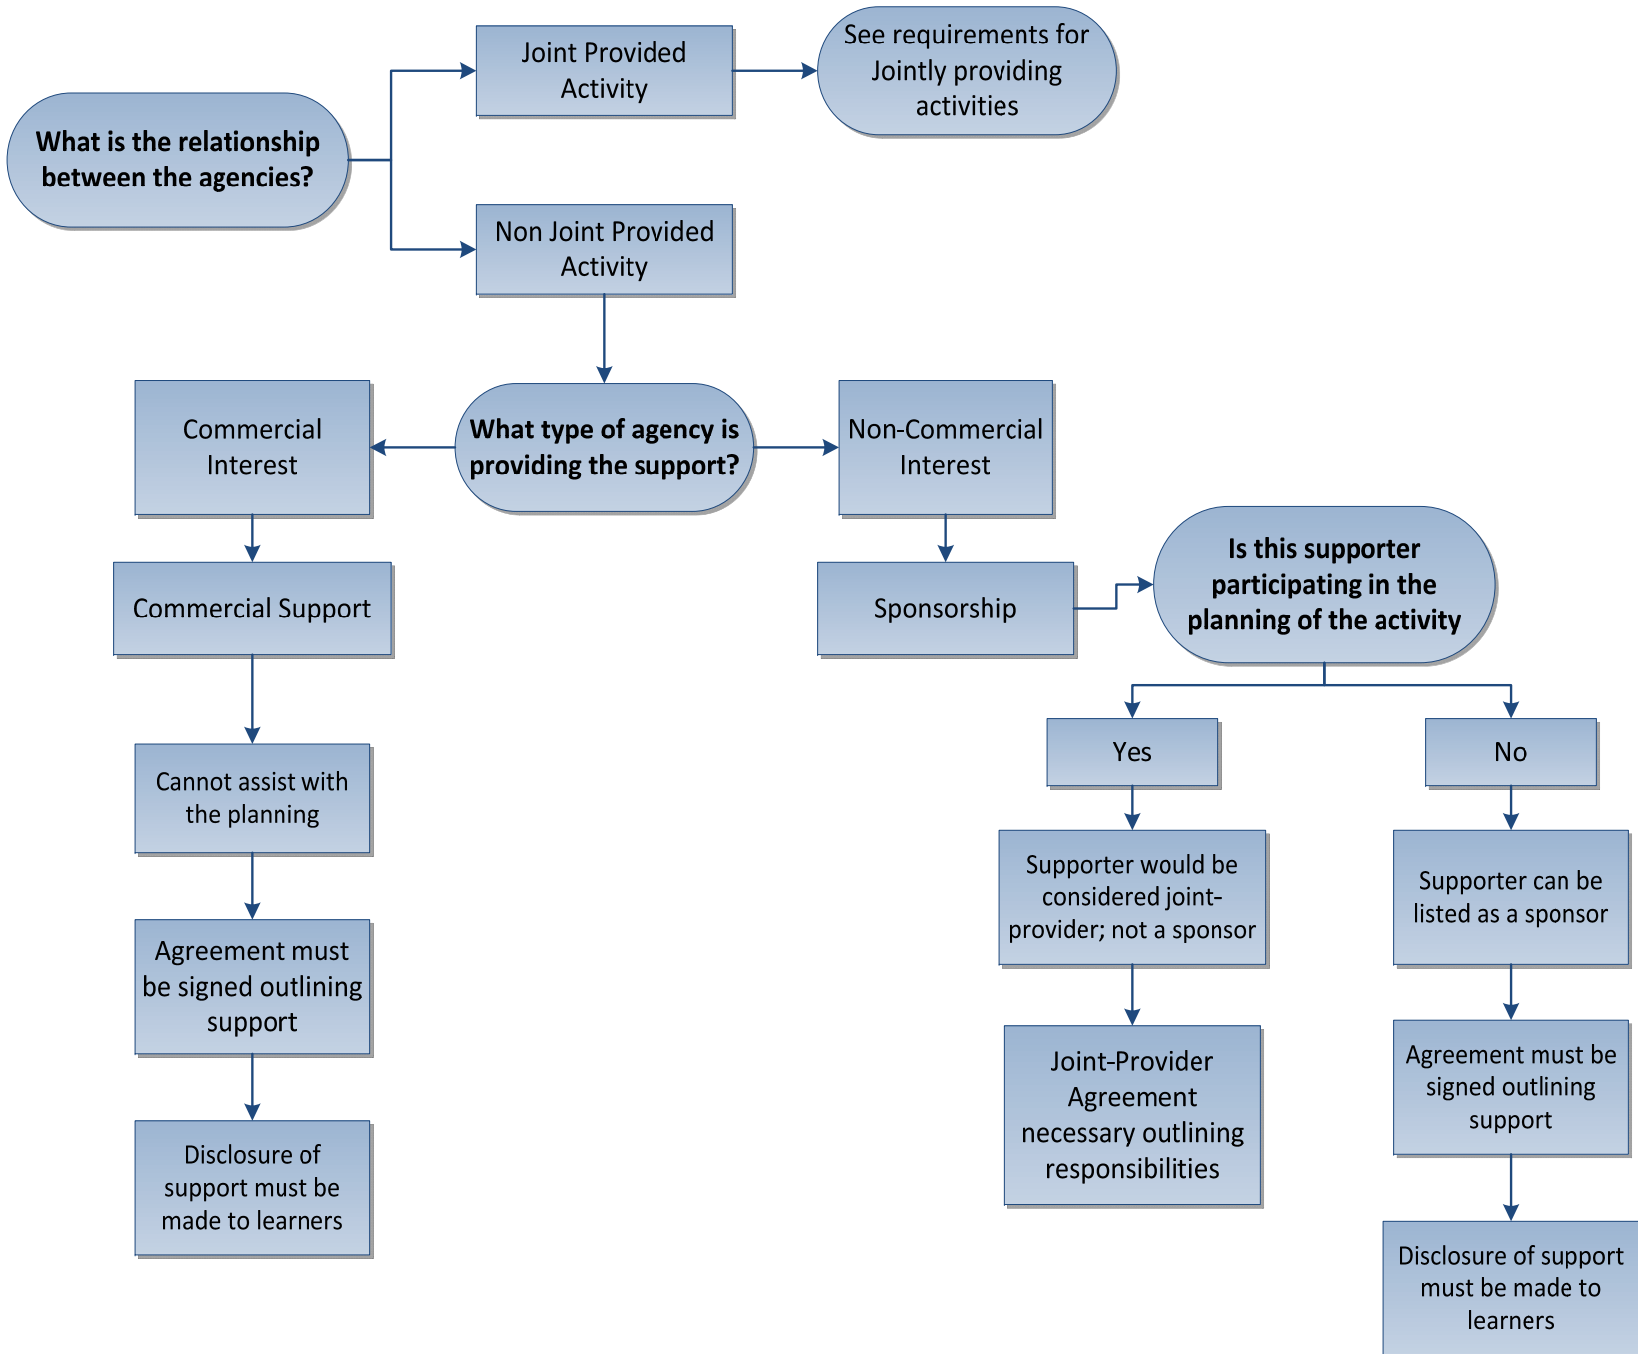 Joint Provided
Activity
See requirements for
Jointly providing
activities
What is the relationship
between the agencies?
Non Joint Provided
Activity
Commercial
Interest
What type of agency is
providing the support?
Non-Commercial
Interest
Commercial Support
Sponsorship
Is this supporter
participating in the
planning of the activity
Yes
No
Cannot assist with
the planning
Supporter would be
considered joint-
provider; not a sponsor
Supporter can be
listed as a sponsor
Agreement must
be signed outlining
support
Joint-Provider
Agreement
necessary outlining
responsibilities
Agreement must be
signed outlining
support
Disclosure of
support must be
made to learners
Disclosure of support
must be made to
learners